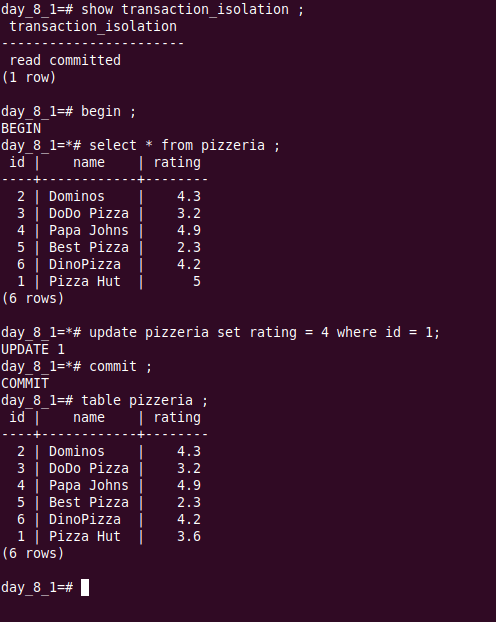 day_8_1=# show transaction_isolation ;
 transaction_isolation
-----------------------
 read committed
(1 row)

day_8_1=# begin ;
BEGIN
day_8_1=*# select * from pizzeria ;
 id |    name    | rating
----+------------+--------
  2 | Dominos    |    4.3
  3 | DoDo Pizza |    3.2
  4 | Papa Johns |    4.9
  5 | Best Pizza |    2.3
  6 | DinoPizza  |    4.2
  1 | Pizza Hut  |      5
(6 rows)

day_8_1=*# update pizzeria set rating = 4 where id = 1;
UPDATE 1
day_8_1=*# commit ;
COMMIT
day_8_1=# table pizzeria ;
 id |    name    | rating
----+------------+--------
  2 | Dominos    |    4.3
  3 | DoDo Pizza |    3.2
  4 | Papa Johns |    4.9
  5 | Best Pizza |    2.3
  6 | DinoPizza  |    4.2
  1 | Pizza Hut  |    3.6
(6 rows)

day_8_1=#